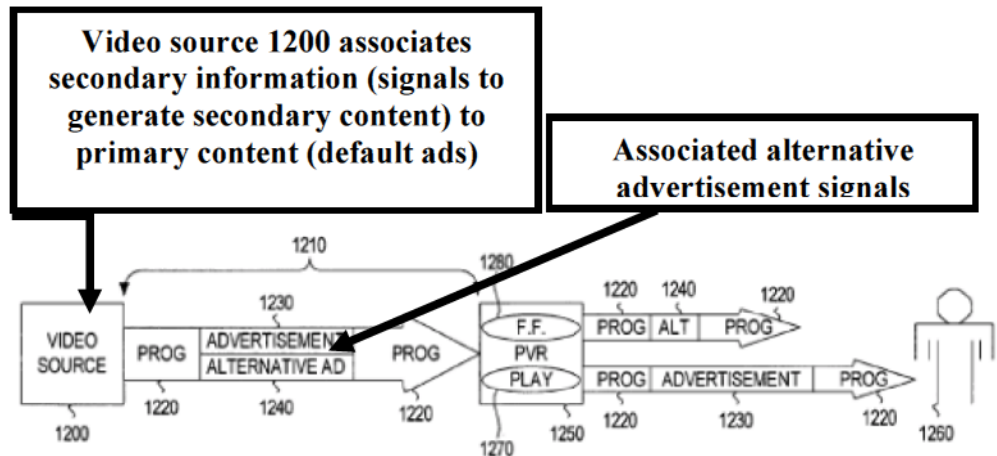 Video source 1200 associates
secondary information (signals to
generate secondary content) to
primary content (default ads)
Associated alternative
advertisement signals
1210
1230
1280
1220 1240 1220
VIDEO
SOURCE
PROG
ADVERTISEMENT
ALTERNATIVE AD
PROG
F.F.
PVR
PLAY
PROG ALT PROG
PROG ADVERTISEMENT PROG
1200
1220
1240
1220
1270
1250
1220
1230
1220
1260